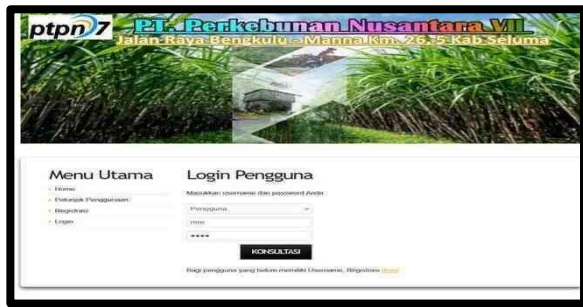 ptpn7
PT. Perkebunan Nusantara VII
Jalan Raya Bengkulu - Manna Km. 26,5 Kab Seluma
Menu Utama
Home
Petunjuk Penggunaan
Registrasi
Login
Login Pengguna
Masukkan username dan password Anda
Pengguna
****
KONSULTASI
Bagi pengguna yang belum memiliki Username, Registrasi disini